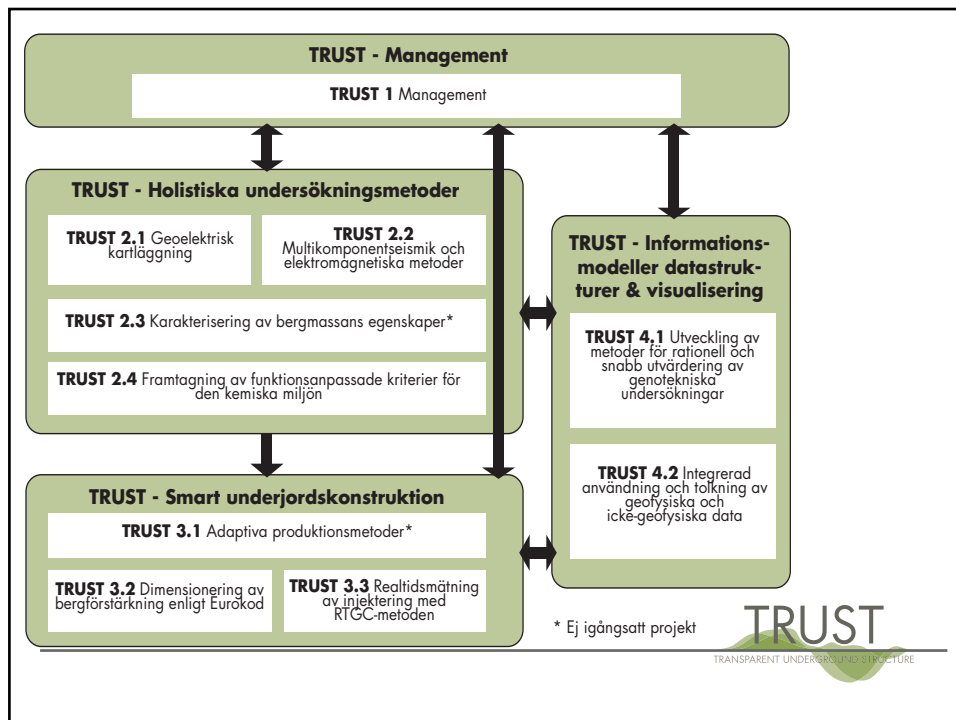 TRUST - Management
TRUST 1 Management
TRUST - Holistiska undersökningsmetoder
TRUST 2.1 Geoelektrisk
kartläggning
TRUST 2.2
Multikomponentseismik och
elektromagnetiska metoder
TRUST 2.3 Karakterisering av bergmassans egenskaper*
TRUST 2.4 Framtagning av funktionsanpassade kriterier för
den kemiska miljön
TRUST - Smart underjordskonstruktion
TRUST 3.1 Adaptiva produktionsmetoder*
TRUST 3.2 Dimensionering av
bergförstärkning enligt Eurokod
TRUST 3.3 Realtidsmätning
av injektering med
RTGC-metoden
TRUST - Informations-
modeller datastruk-
turer & visualisering
TRUST 4.1 Utveckling av
metoder för rationell och
snabb utvärdering av
genotekniska
undersökningar
TRUST 4.2 Integrerad
användning och tolkning av
geofysiska och
icke-geofysiska data
* Ej igångsatt projekt
TRUST
TRANSPARENT UNDERGROUND STRUCTURE